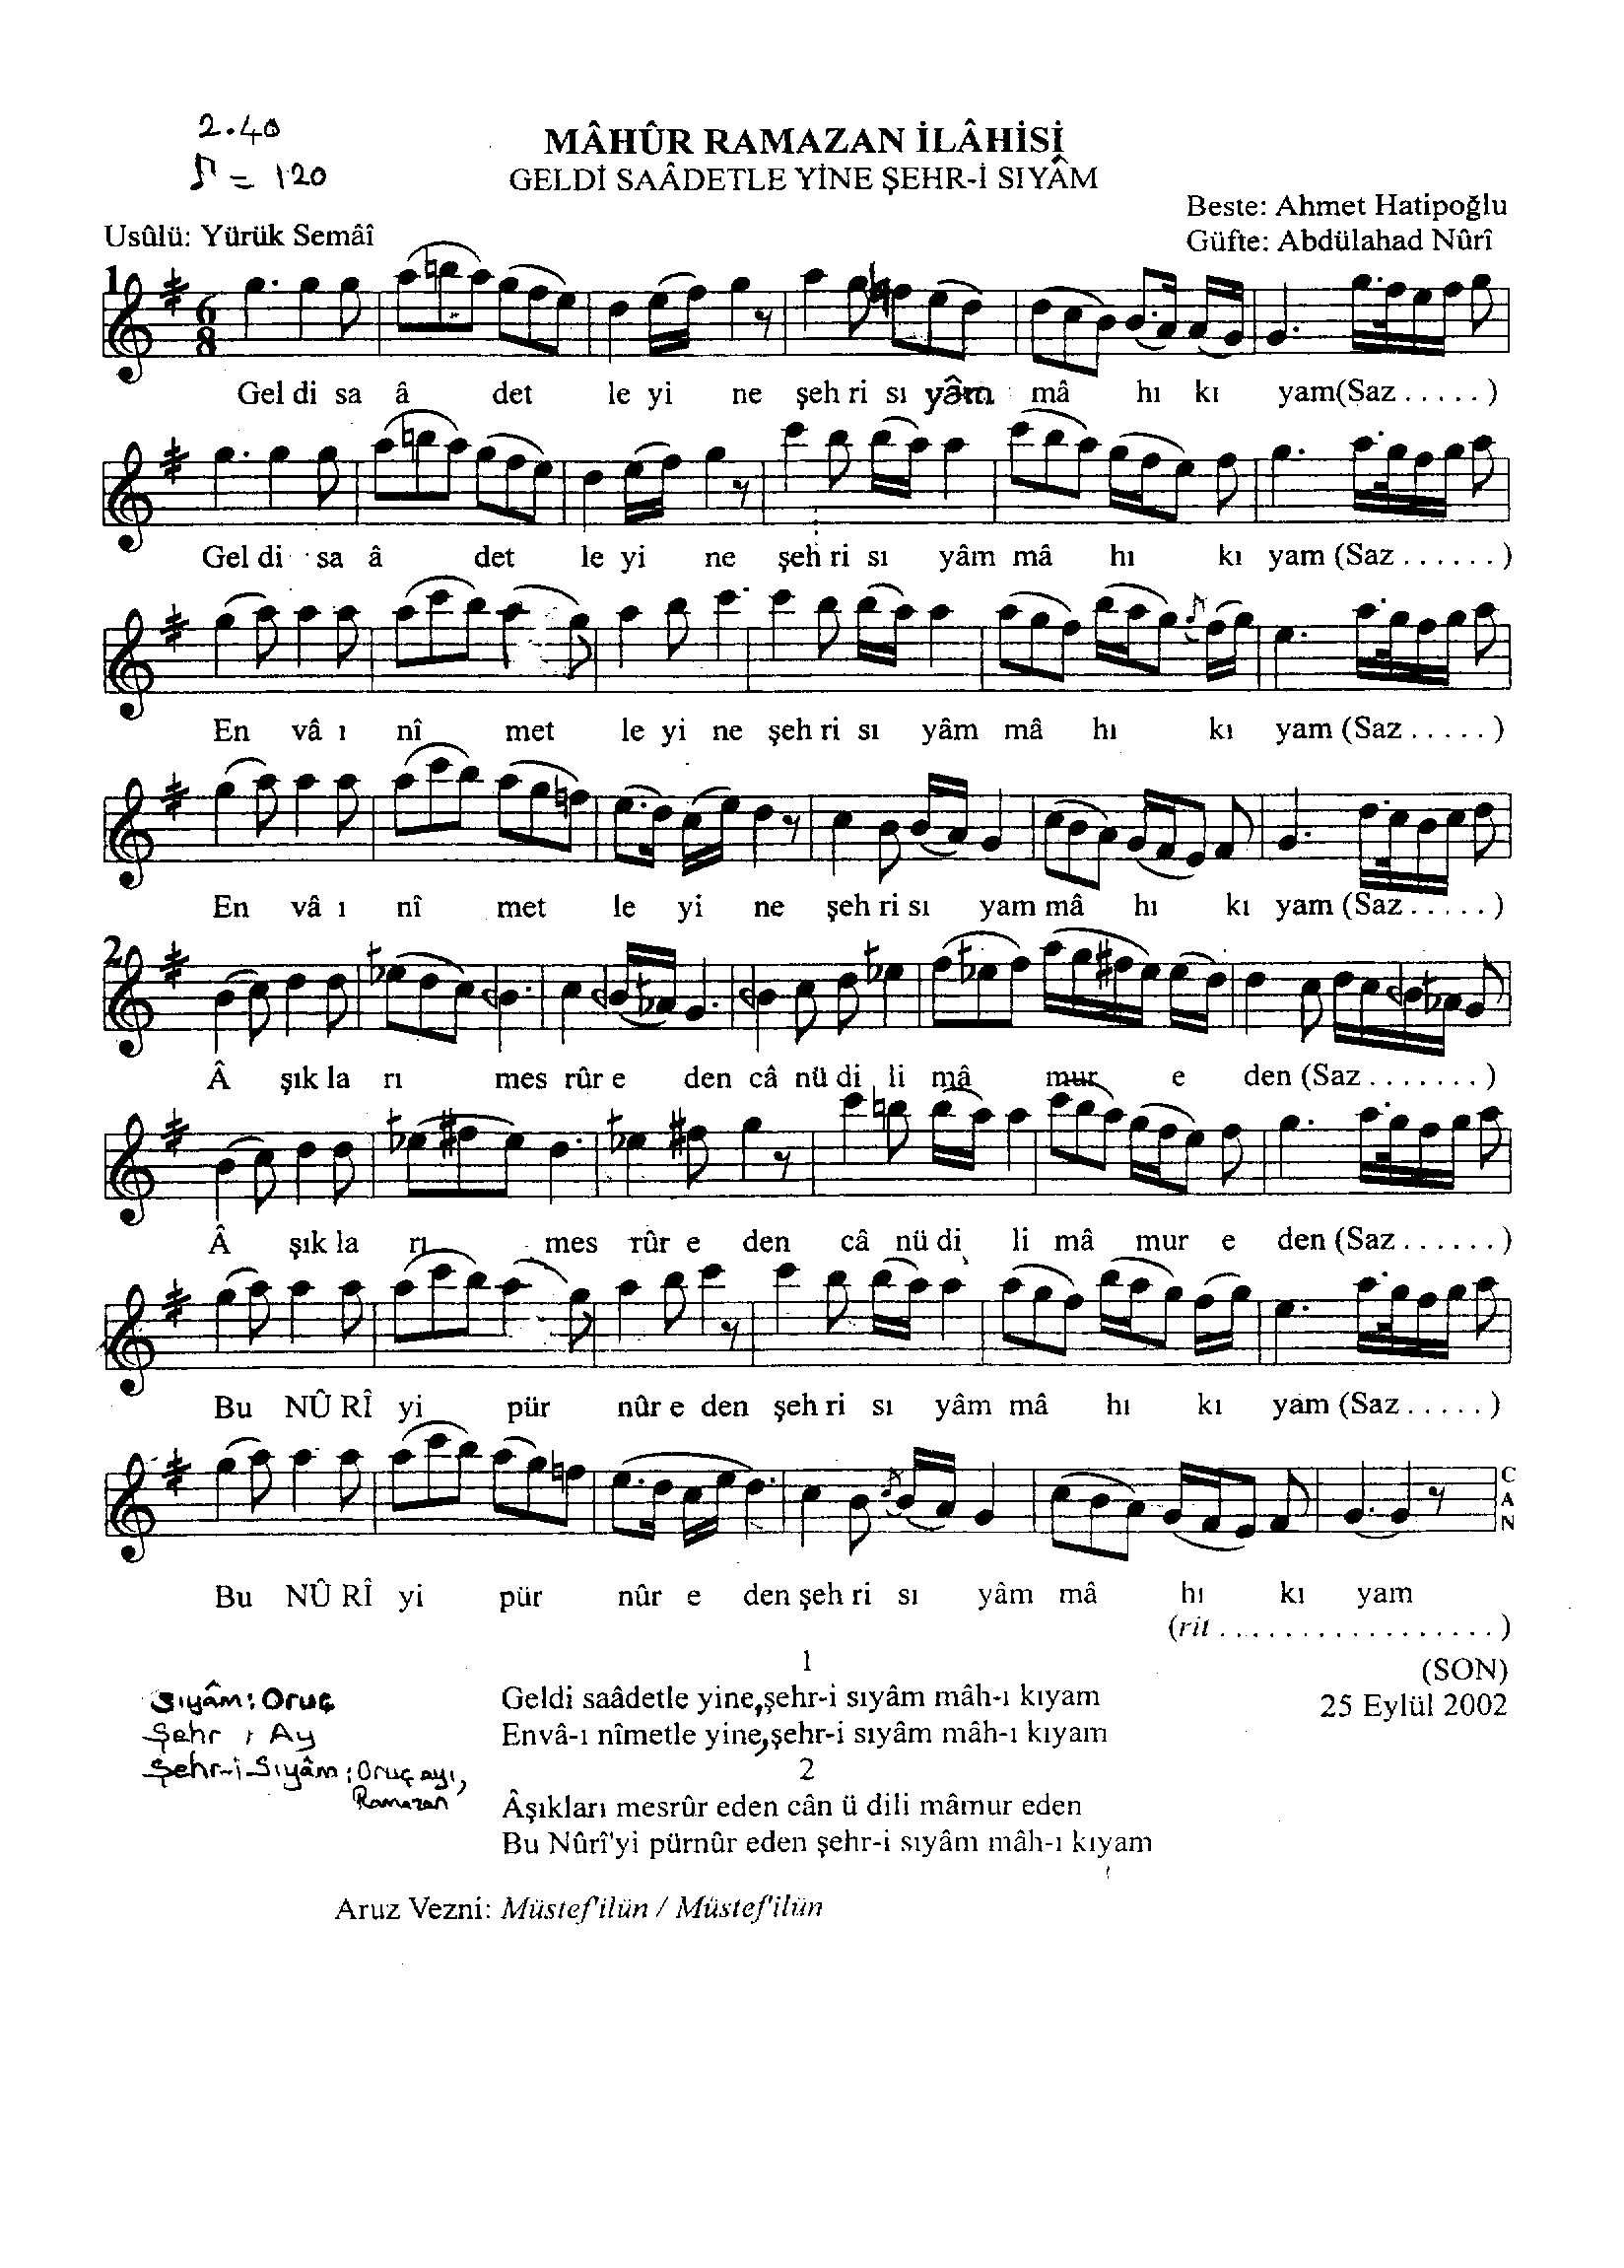 2.40
♪ = 120
MÂHÛR RAMAZAN İLÂHİSİ
GELDİ SAÂDETLE YİNE ŞEHR-İ SIYÂM
Beste: Ahmet Hatipoğlu
Usûlü: Yürük Semâî
Güfte: Abdülahad Nûrî
1
6
8
Gel di sa â det le yi ne şeh ri sı yâm mâ hı kı yam(Saz.....)
Gel di sa â det le yi ne şeh ri sı yâm mâ hı kı yam (Saz......)
En vâ ı nî met le yi ne şeh ri sı yâm mâ hı kı yam (Saz.....)
En vâ ı nî met le yi ne şeh ri sı yam mâ hı kı yam (Saz.....)
2
Â şık la rı mes rûr e den câ nü di li mâ mur e den (Saz.......)
Â şık la rı mes rûr e den câ nü di li mâ mur e den (Saz......)
Bu NÛ RÎ yi pür nûr e den şeh ri sı yâm mâ hı kı yam (Saz.....)
CAN
Bu NÛ RÎ yi pür nûr e den şeh ri sı yâm mâ hı kı yam
(rit.................)
(SON)
25 Eylül 2002
1
Geldi saâdetle yine,şehr-i sıyâm mâh-ı kıyam
Envâ-ı nîmetle yine,şehr-i sıyâm mâh-ı kıyam
2
Âşıkları mesrûr eden cân ü dili mâmur eden
Bu Nûrî'yi pürnûr eden şehr-i sıyâm mâh-ı kıyam
Sıyâm: Oruç
Şehr : Ay
Şehr-i Sıyâm: Oruç ayı,
Ramazan
Aruz Vezni: Müstef'ilün / Müstef'ilün